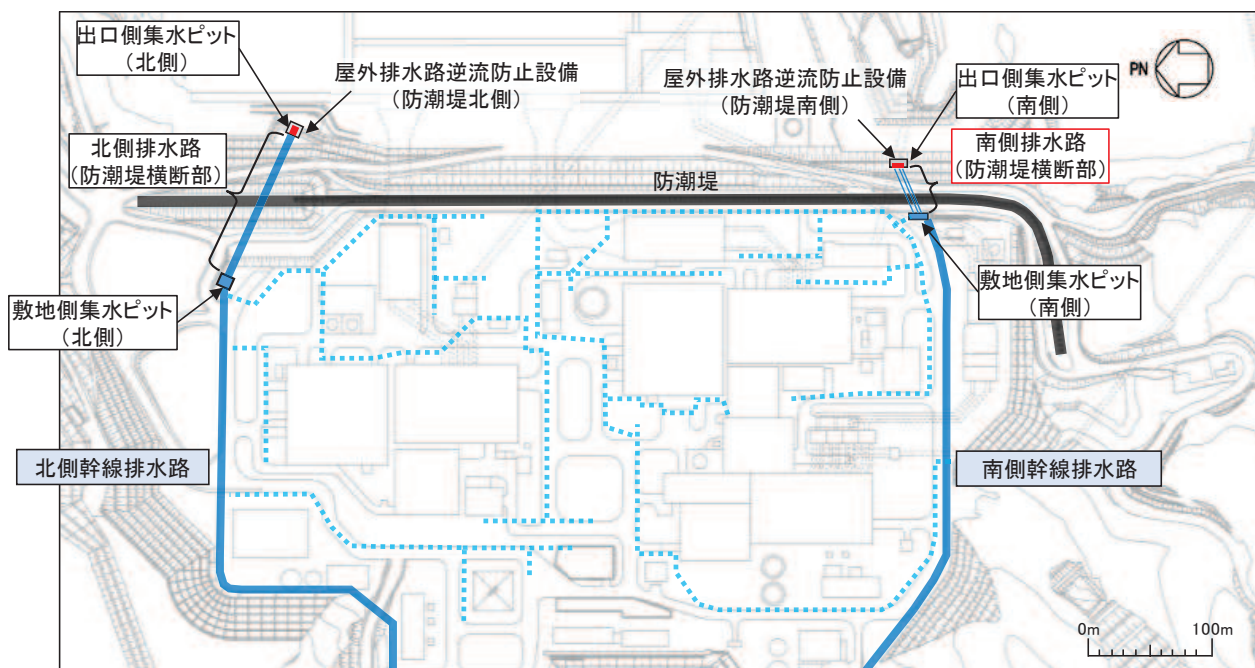 出口側集水ピット
（北側）
屋外排水路逆流防止設備
（防潮堤北側）
屋外排水路逆流防止設備
（防潮堤南側）
出口側集水ピット
（南側）
PN
北側排水路
（防潮堤横断部）
南側排水路
（防潮堤横断部）
防潮堤
敷地側集水ピット
（北側）
敷地側集水ピット
（南側）
北側幹線排水路
南側幹線排水路
0m
100m